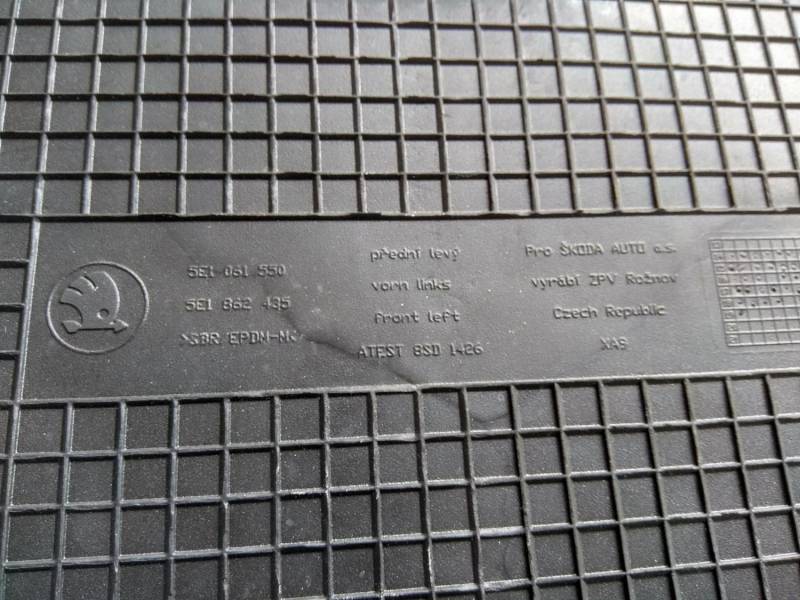 5E1 061 550
5E1 862 435
>SBR/EPDM-M<
přední levý
vorn links
front left
ATEST 8SD 1426
Pro ŠKODA AUTO a.s.
vyrábí ZPV Rožnov
Czech Republic
XAS